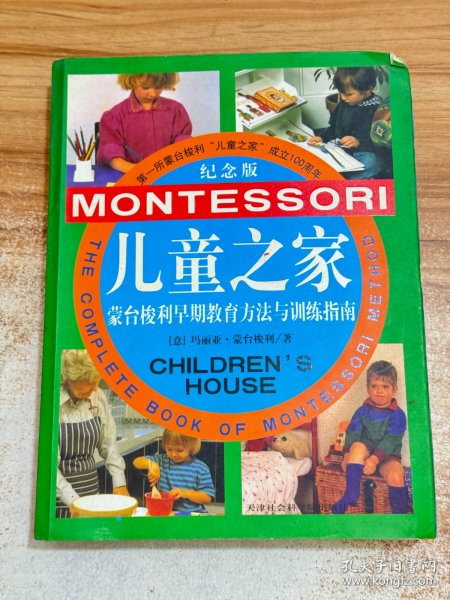 第一所蒙台梭利“儿童之家”成立100周年
纪念版
MONTESSORI
儿童之家
蒙台梭利早期教育方法与训练指南
[意] 玛丽亚·蒙台梭利/著
CHILDREN'S
HOUSE
THE COMPLETE BOOK OF MONTESSORI METHOD
天津社会科
孔夫子旧书网
www.kongfz.com